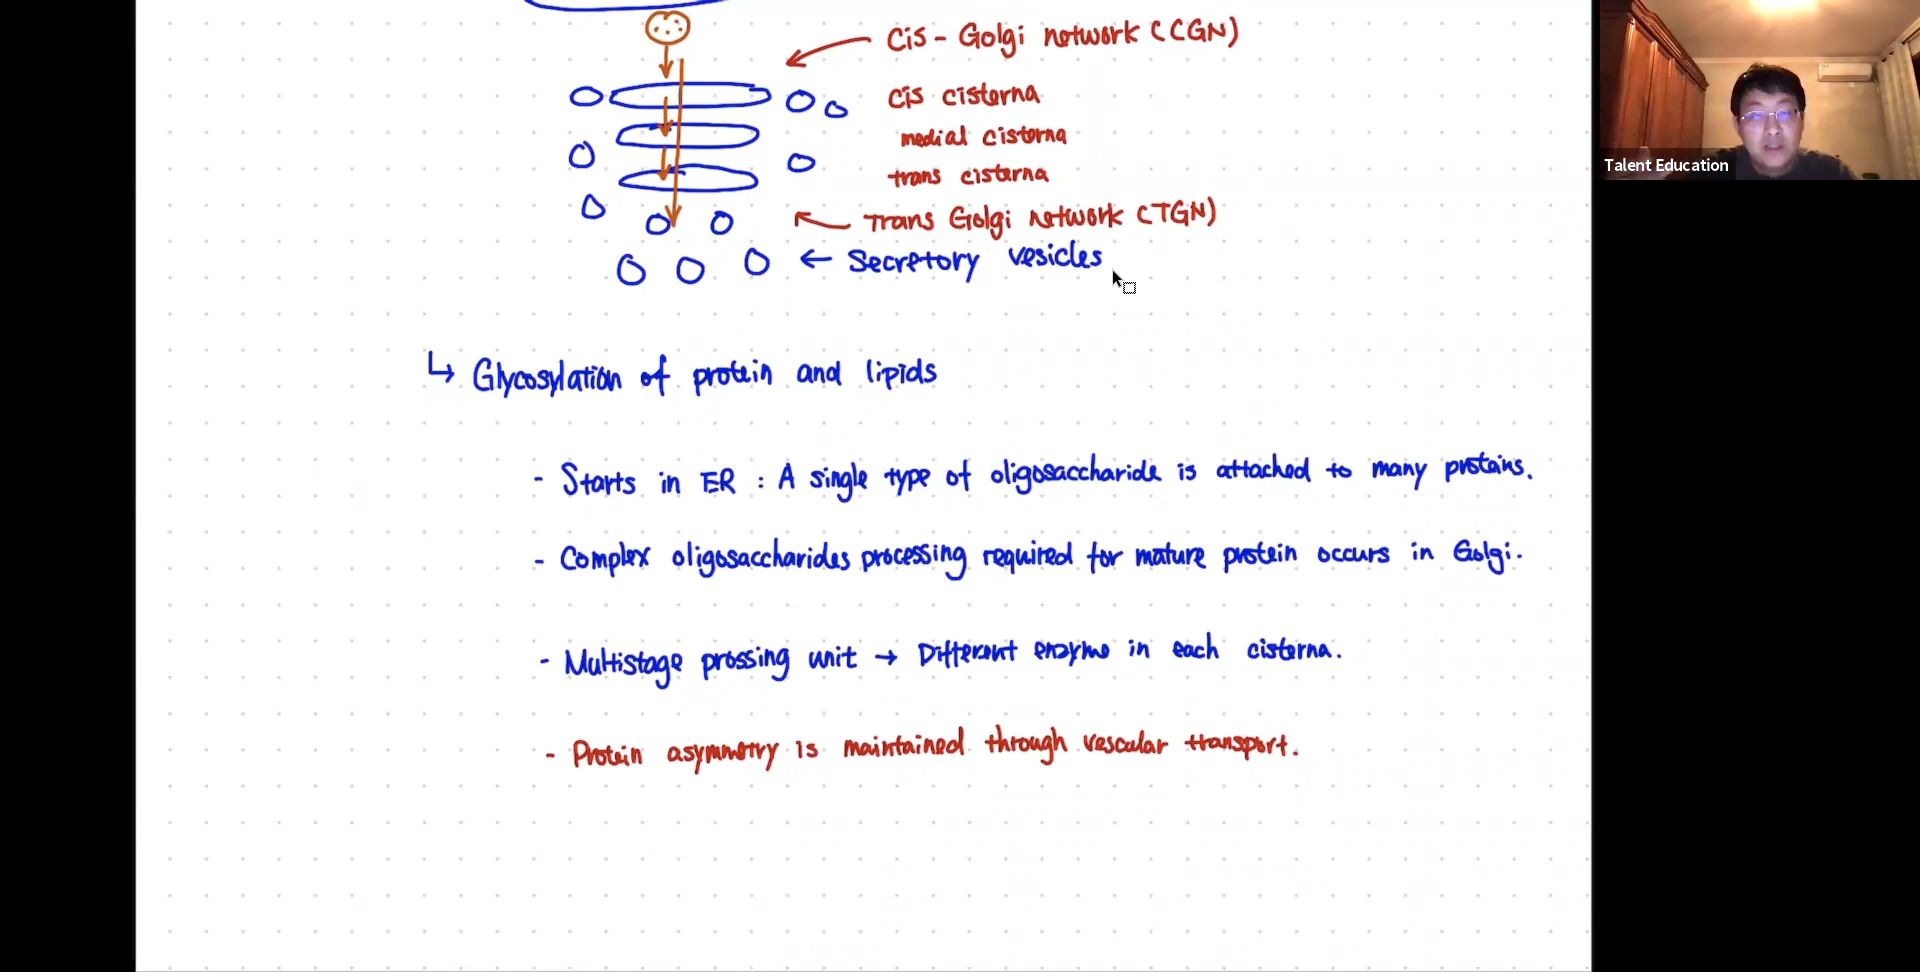 Cis - Golgi network (CGN)
Cis cisterna
medial cisterna
trans cisterna
Trans Golgi network (TGN)
← Secretory vesicles
↳ Glycosylation of protein and lipids
- Starts in ER : A single type of oligosaccharide is attached to many proteins.
- Complex oligosaccharides processing required for mature protein occurs in Golgi.
- Multistage prossing unit → Different enzyme in each cisterna.
- Protein asymmetry is maintained through vescular transport.
Talent Education